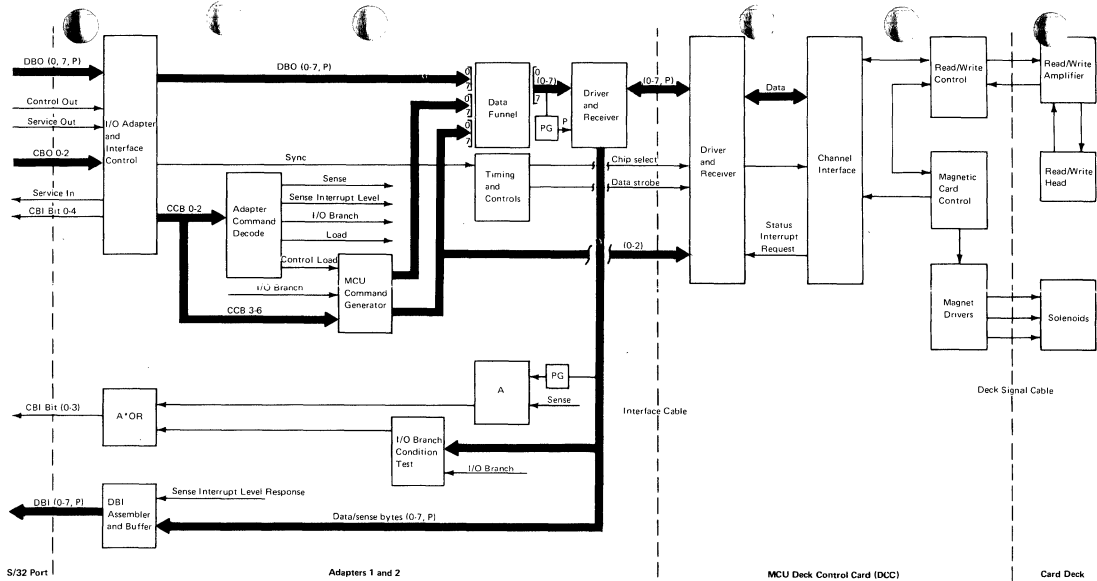 DBO (0, 7, P)
Control Out
Service Out
CBO 0-2
Service In
CBI Bit 0-4
I/O Adapter
and
Interface
Control
DBO (0-7, P)
Sync
CCB 0-2
Adapter
Command
Decode
Sense
Sense Interrupt Level
I/O Branch
Load
Control Load
I/O Branch
CCB 3-6
MCU
Command
Generator
0
7
0
7
0
7
Data
Funnel
0
(0-7)
7
PG
P
Driver
and
Receiver
Timing
and
Controls
(0-7, P)
Chip select
Data strobe
(0-2)
Driver
and
Receiver
Data
Status
Interrupt
Request
Channel
Interface
Read/Write
Control
Magnetic
Card
Control
Magnet
Drivers
Read/Write
Amplifier
Read/Write
Head
Solenoids
CBI Bit (0-3)
A*OR
A
PG
Sense
I/O Branch
Condition
Test
I/O Branch
Interface Cable
Deck Signal Cable
DBI (0-7, P)
DBI
Assembler
and Buffer
Sense Interrupt Level Response
Data/sense bytes (0-7, P)
S/32 Port
Adapters 1 and 2
MCU Deck Control Card (DCC)
Card Deck